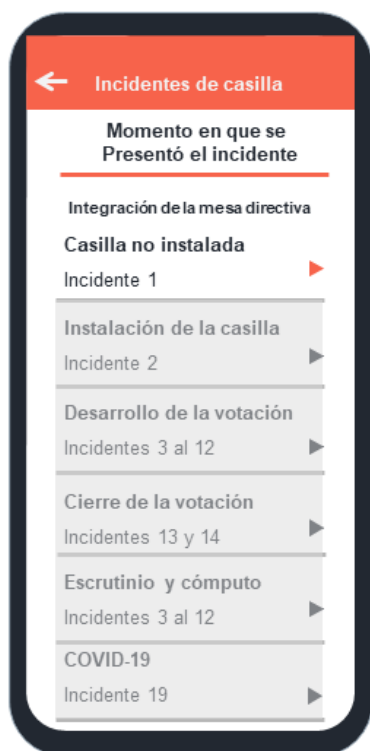 Incidentes de casilla
Momento en que se
Presentó el incidente
Integración de la mesa directiva
Casilla no instalada
Incidente 1
Instalación de la casilla
Incidente 2
Desarrollo de la votación
Incidentes 3 al 12
Cierre de la votación
Incidentes 13 y 14
Escrutinio y cómputo
Incidentes 3 al 12
COVID-19
Incidente 19